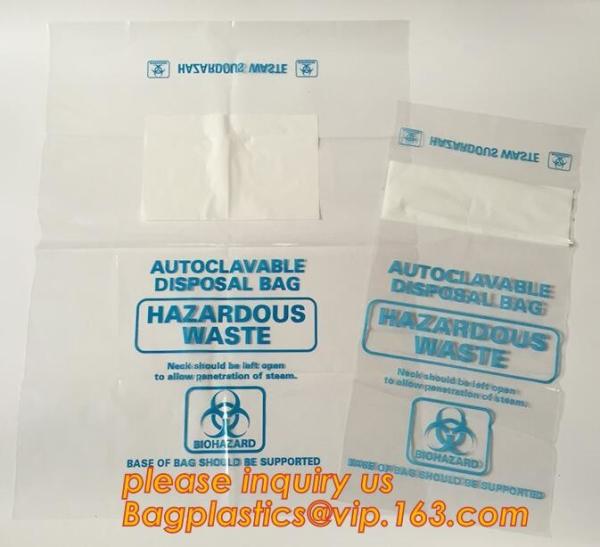 HAZARDOUS WASTE
AUTOCLAVABLE
DISPOSAL BAG
HAZARDOUS
WASTE
Neck should be left open
to allow penetration of steam.
BIOHAZARD
BASE OF BAG SHOULD BE SUPPORTED
HAZARDOUS WASTE
AUTOCLAVABLE
DISPOSAL BAG
HAZARDOUS
WASTE
Neck should be left open
to allow penetration of steam.
BIOHAZARD
BASE OF BAG SHOULD BE SUPPORTED
please inquiry us
Bagplastics@vip.163.com